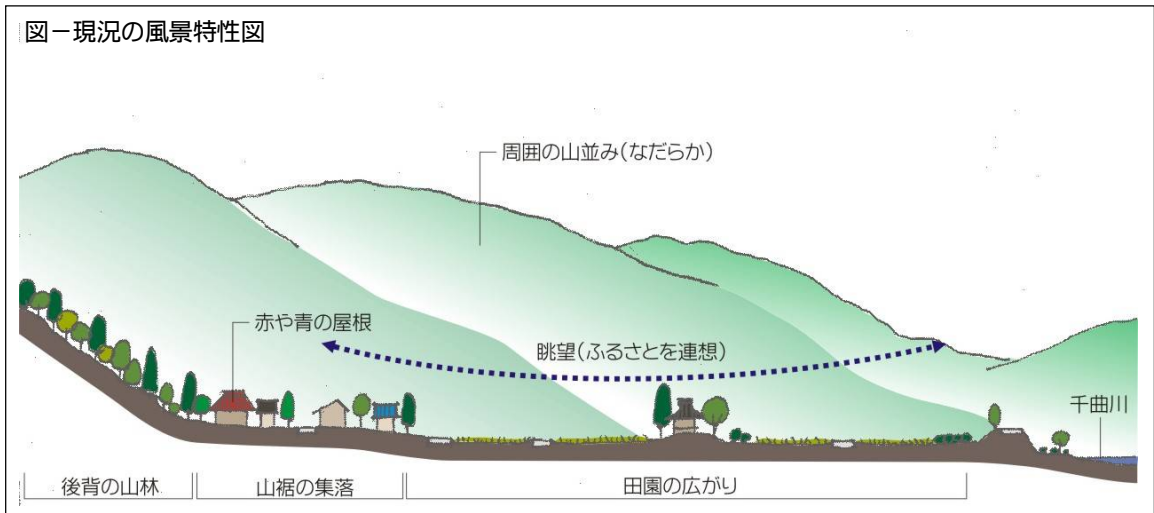 図－現況の風景特性図
周囲の山並み(なだらか)
赤や青の屋根
眺望(ふるさとを連想)
千曲川
後背の山林
山裾の集落
田園の広がり